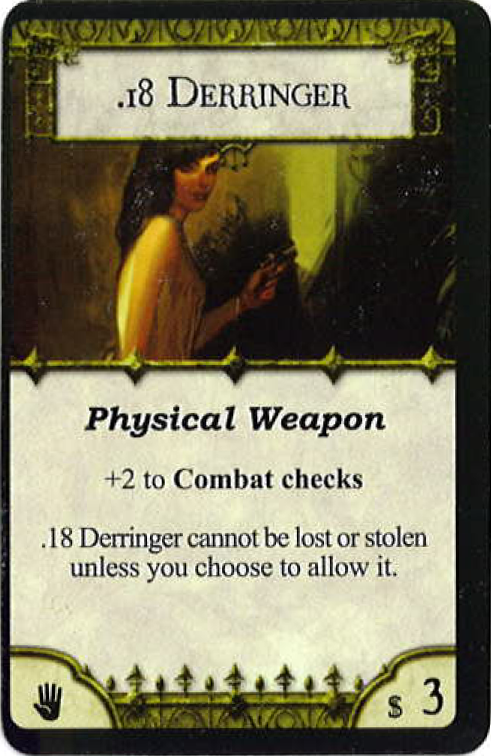 .18 Derringer
Physical Weapon
+2 to Combat checks
.18 Derringer cannot be lost or stolen
unless you choose to allow it.
$ 3